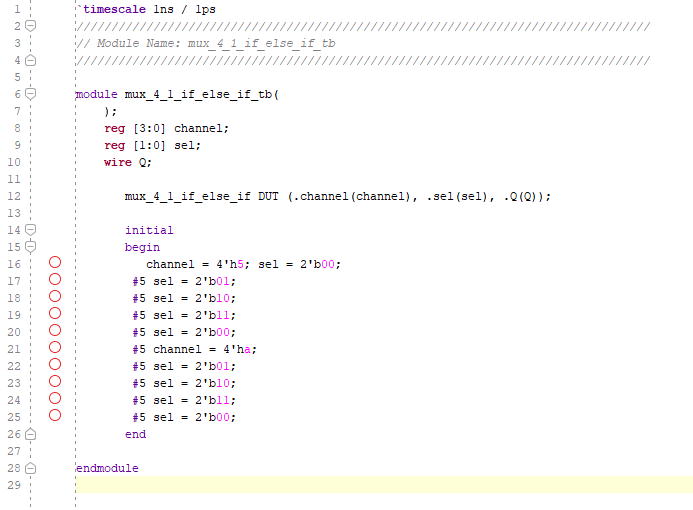 1 `timescale 1ns / 1ps
2 //////////////////////////////////////////////////////////////////////////////////
3 // Module Name: mux_4_1_if_else_if_tb
4 //////////////////////////////////////////////////////////////////////////////////
5
6 module mux_4_1_if_else_if_tb(
7 );
8 reg [3:0] channel;
9 reg [1:0] sel;
10 wire Q;
11
12 mux_4_1_if_else_if DUT (.channel(channel), .sel(sel), .Q(Q));
13
14 initial
15 begin
16 channel = 4'h5; sel = 2'b00;
17 #5 sel = 2'b01;
18 #5 sel = 2'b10;
19 #5 sel = 2'b11;
20 #5 sel = 2'b00;
21 #5 channel = 4'ha;
22 #5 sel = 2'b01;
23 #5 sel = 2'b10;
24 #5 sel = 2'b11;
25 #5 sel = 2'b00;
26 end
27
28 endmodule
29